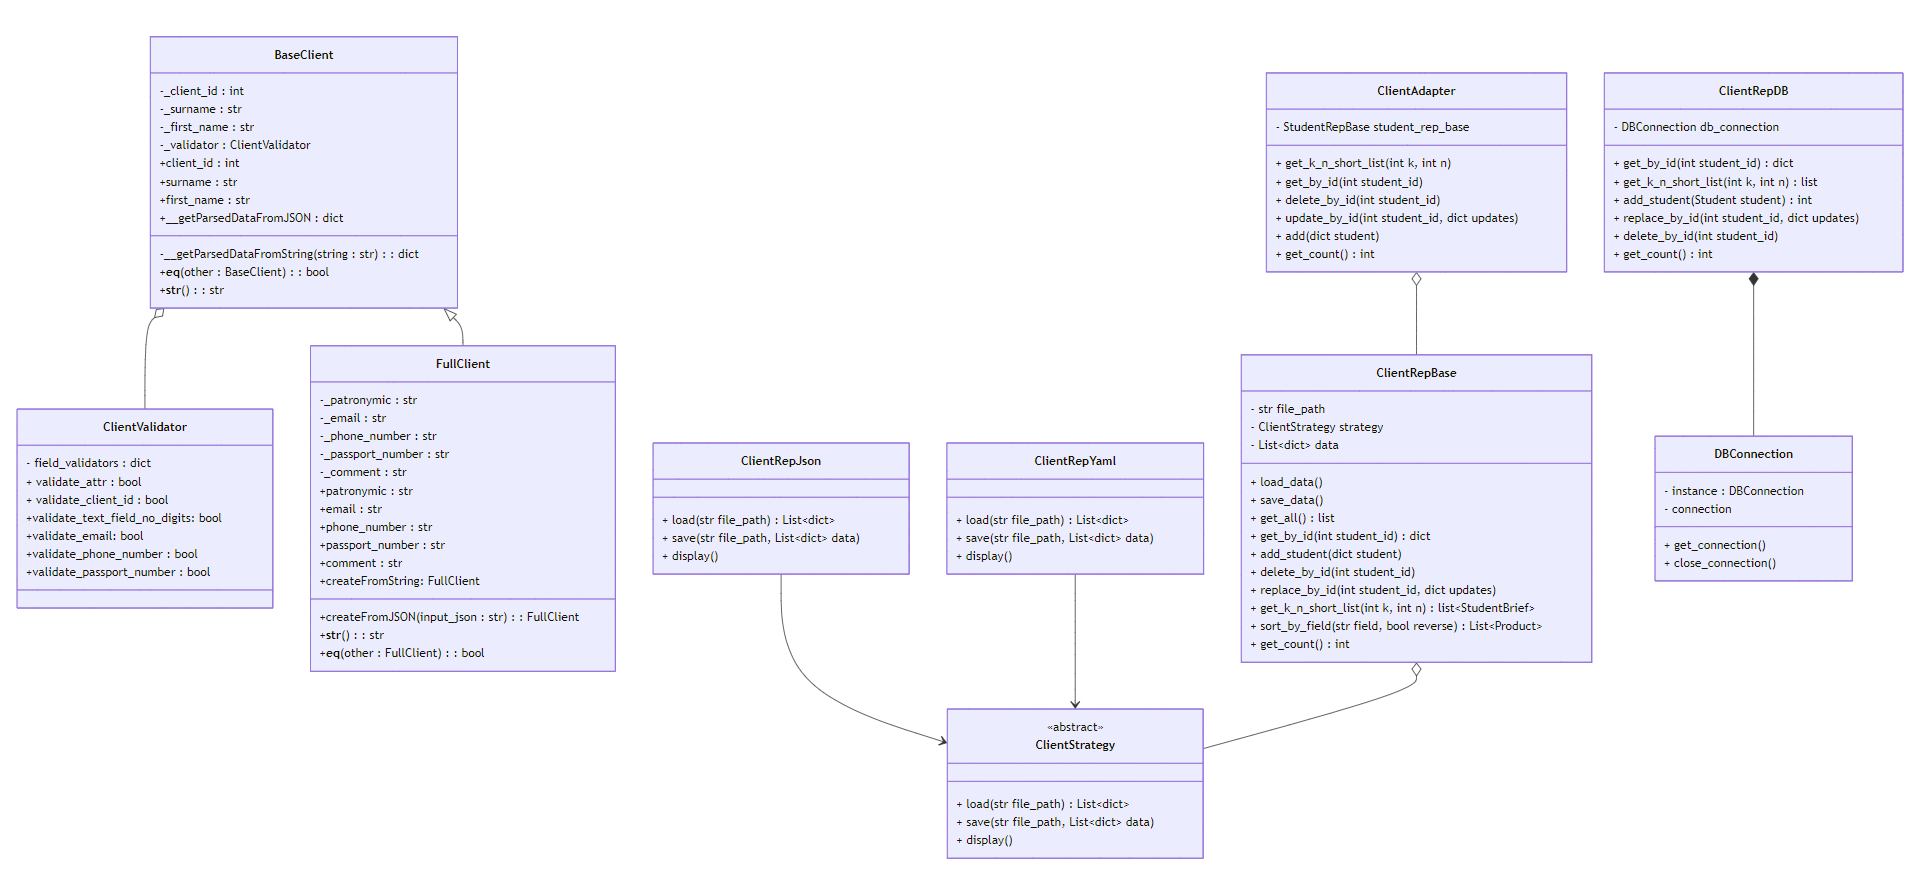 BaseClient
-_client_id : int
-_surname : str
-_first_name : str
-_validator : ClientValidator
+client_id : int
+surname : str
+first_name : str
+__getParsedDataFromJSON : dict
-__getParsedDataFromString(string : str) : : dict
+eq(other : BaseClient) : : bool
+str() : : str
ClientValidator
- field_validators : dict
+ validate_attr : bool
+ validate_client_id : bool
+validate_text_field_no_digits: bool
+validate_email: bool
+validate_phone_number : bool
+validate_passport_number : bool
FullClient
-_patronymic : str
-_email : str
-_phone_number : str
-_passport_number : str
-_comment : str
+patronymic : str
+email : str
+phone_number : str
+passport_number : str
+comment : str
+createFromString: FullClient
+createFromJSON(input_json : str) : : FullClient
+str() : : str
+eq(other : FullClient) : : bool
ClientRepJson
+ load(str file_path) : List<dict>
+ save(str file_path, List<dict> data)
+ display()
ClientRepYaml
+ load(str file_path) : List<dict>
+ save(str file_path, List<dict> data)
+ display()
ClientAdapter
- StudentRepBase student_rep_base
+ get_k_n_short_list(int k, int n)
+ get_by_id(int student_id)
+ delete_by_id(int student_id)
+ update_by_id(int student_id, dict updates)
+ add(dict student)
+ get_count() : int
ClientRepBase
- str file_path
- ClientStrategy strategy
- List<dict> data
+ load_data()
+ save_data()
+ get_all() : list
+ get_by_id(int student_id) : dict
+ add_student(dict student)
+ delete_by_id(int student_id)
+ replace_by_id(int student_id, dict updates)
+ get_k_n_short_list(int k, int n) : list<StudentBrief>
+ sort_by_field(str field, bool reverse) : List<Product>
+ get_count() : int
«abstract»
ClientStrategy
+ load(str file_path) : List<dict>
+ save(str file_path, List<dict> data)
+ display()
ClientRepDB
- DBConnection db_connection
+ get_by_id(int student_id) : dict
+ get_k_n_short_list(int k, int n) : list
+ add_student(Student student) : int
+ replace_by_id(int student_id, dict updates)
+ delete_by_id(int student_id)
+ get_count() : int
DBConnection
- instance : DBConnection
- connection
+ get_connection()
+ close_connection()